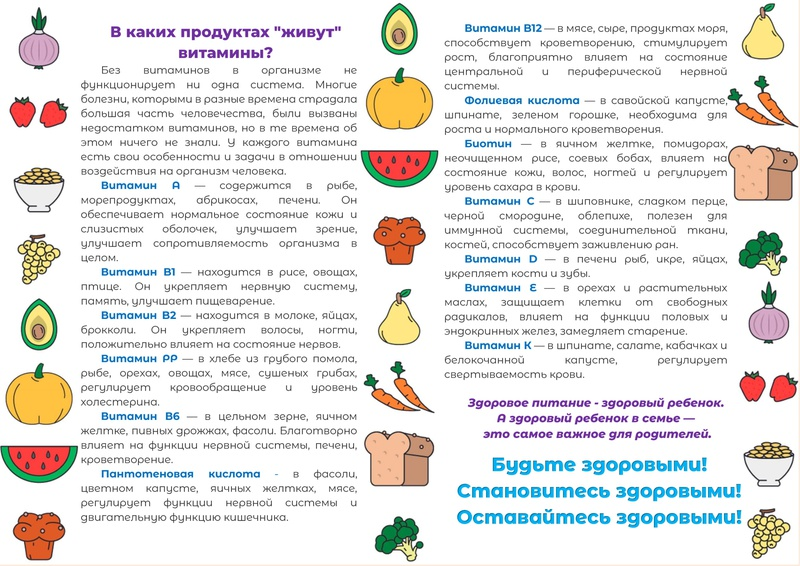 В каких продуктах "живут"
витамины?
Без витаминов в организме не
функционирует ни одна система. Многие
болезни, которыми в разные времена страдала
большая часть человечества, были вызваны
недостатком витаминов, но в те времена об
этом ничего не знали. У каждого витамина
есть свои особенности и задачи в отношении
воздействия на организм человека.
Витамин А — содержится в рыбе,
морепродуктах, абрикосах, печени. Он
обеспечивает нормальное состояние кожи и
слизистых оболочек, улучшает зрение,
улучшает сопротивляемость организма в
целом.
Витамин В1 — находится в рисе, овощах,
птице. Он укрепляет нервную систему,
память, улучшает пищеварение.
Витамин В2 — находится в молоке, яйцах,
брокколи. Он укрепляет волосы, ногти,
положительно влияет на состояние нервов.
Витамин РР — в хлебе из грубого помола,
рыбе, орехах, овощах, мясе, сушеных грибах,
регулирует кровообращение и уровень
холестерина.
Витамин В6 — в цельном зерне, яичном
желтке, пивных дрожжах, фасоли. Благотворно
влияет на функции нервной системы, печени,
кроветворение.
Пантотеновая кислота - в фасоли,
цветном капусте, яичных желтках, мясе,
регулирует функции нервной системы и
двигательную функцию кишечника.
Витамин В12 — в мясе, сыре, продуктах моря,
способствует кроветворению, стимулирует
рост, благоприятно влияет на состояние
центральной и периферической нервной
системы.
Фолиевая кислота — в савойской капусте,
шпинате, зеленом горошке, необходима для
роста и нормального кроветворения.
Биотин — в яичном желтке, помидорах,
неочищенном рисе, соевых бобах, влияет на
состояние кожи, волос, ногтей и регулирует
уровень сахара в крови.
Витамин С — в шиповнике, сладком перце,
черной смородине, облепихе, полезен для
иммунной системы, соединительной ткани,
костей, способствует заживлению ран.
Витамин D — в печени рыб, икре, яйцах,
укрепляет кости и зубы.
Витамин Е — в орехах и растительных
маслах, защищает клетки от свободных
радикалов, влияет на функции половых и
эндокринных желез, замедляет старение.
Витамин К — в шпинате, салате, кабачках и
белокочанной капусте, регулирует
свертываемость крови.
Здоровое питание - здоровый ребенок.
А здоровый ребенок в семье —
это самое важное для родителей.
Будьте здоровыми!
Становитесь здоровыми!
Оставайтесь здоровыми!